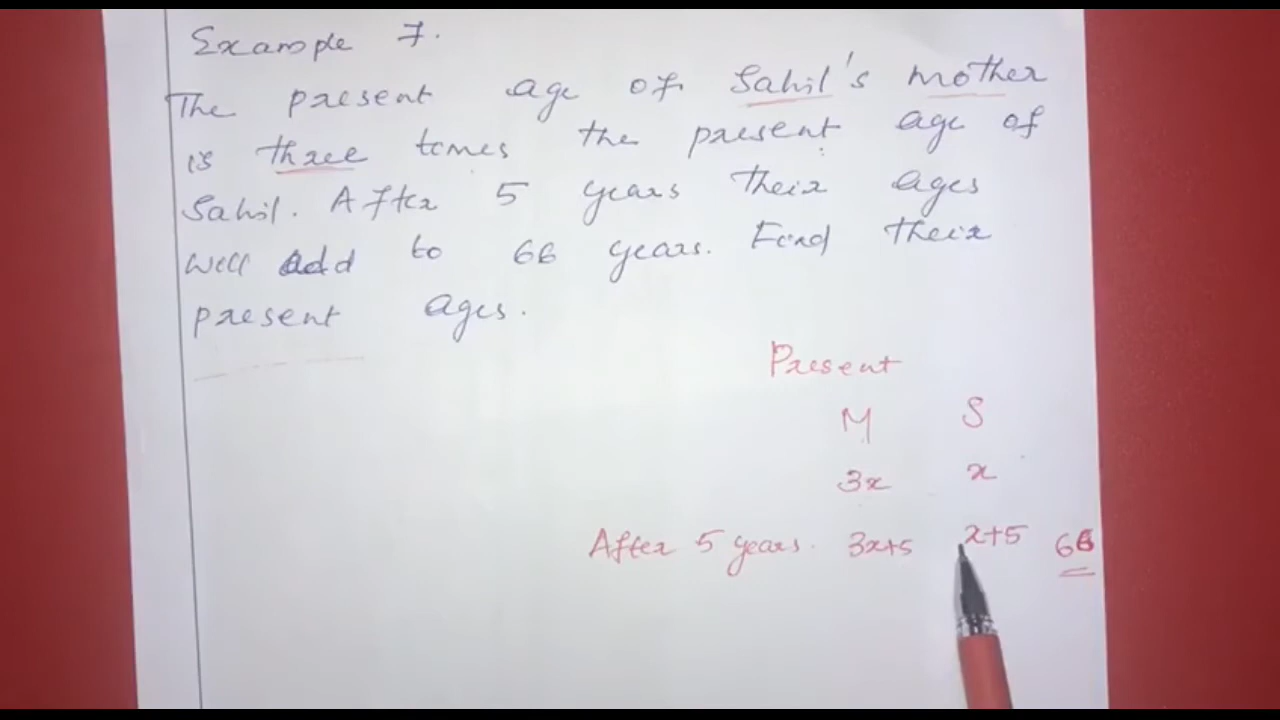 Example 7.
The present age of Sahil's mother
is three times the present age of
Sahil. After 5 years their ages
will add to 66 years. Find their
present ages.
Present
M S
3x x
After 5 years. 3x+5 x+5 66